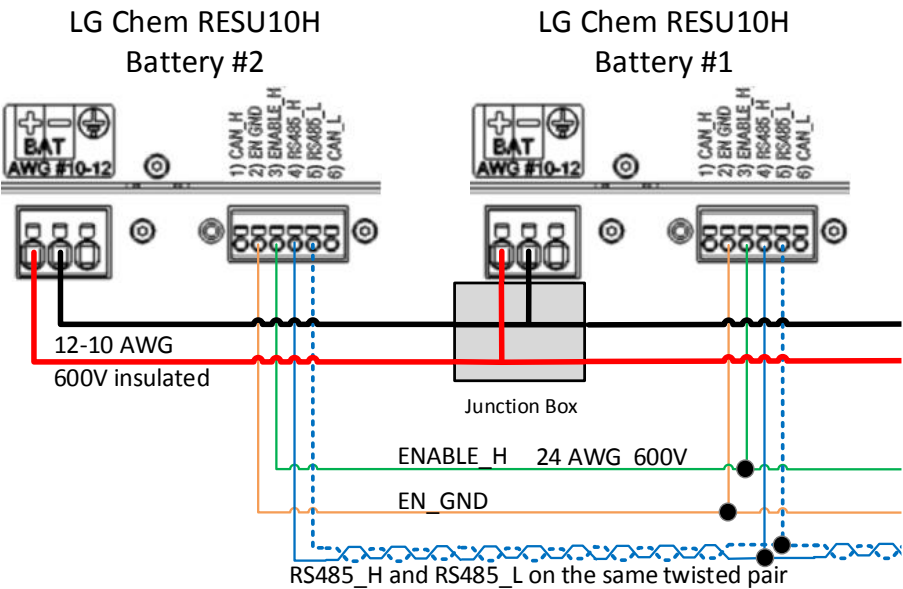 LG Chem RESU10H
Battery #2
LG Chem RESU10H
Battery #1
+ -
BAT
AWG #10-12
1) CAN_H
2) EN GND
3) ENABLE_H
4) RS485_H
5) RS485_L
6) CAN_L
+ -
BAT
AWG #10-12
1) CAN_H
2) EN GND
3) ENABLE_H
4) RS485_H
5) RS485_L
6) CAN_L
12-10 AWG
600V insulated
Junction Box
ENABLE_H 24 AWG 600V
EN_GND
RS485_H and RS485_L on the same twisted pair